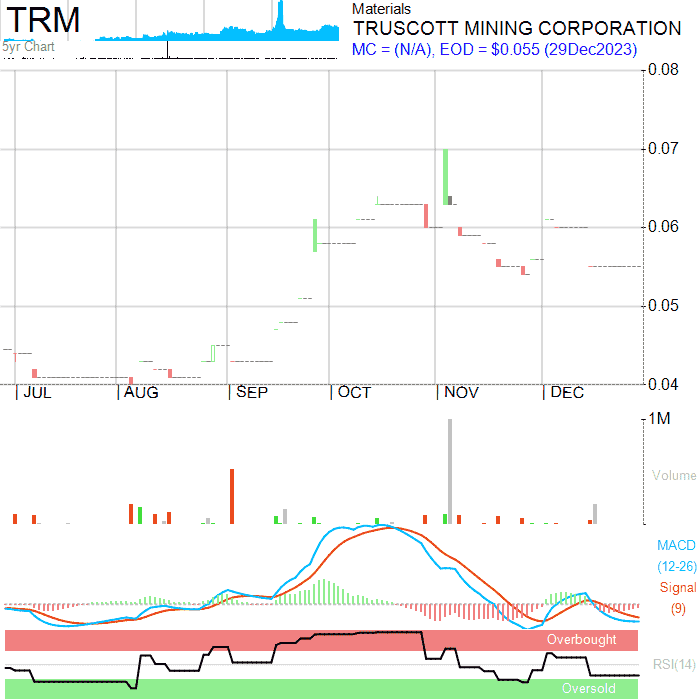 TRM
5yr Chart
Materials
TRUSCOTT MINING CORPORATION
MC = (N/A), EOD = $0.055 (29Dec2023)
0.08
0.07
0.06
0.05
0.04
JUL AUG SEP OCT NOV DEC
1M
Volume
MACD
(12-26)
Signal
(9)
Overbought
RSI(14)
Oversold